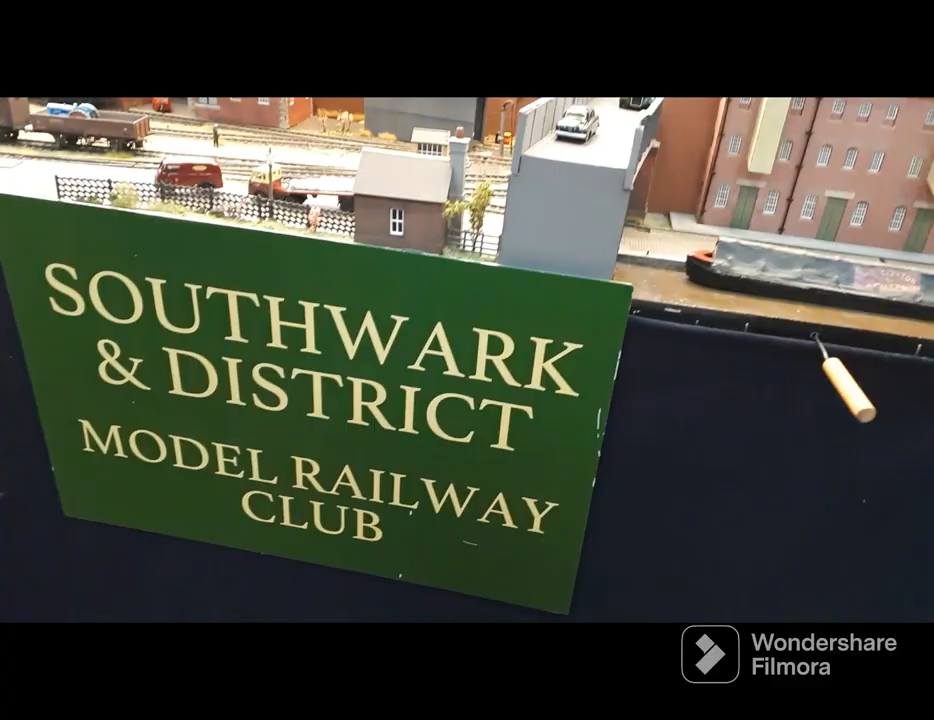 SOUTHWARK
& DISTRICT
MODEL RAILWAY
CLUB
Wondershare
Filmora